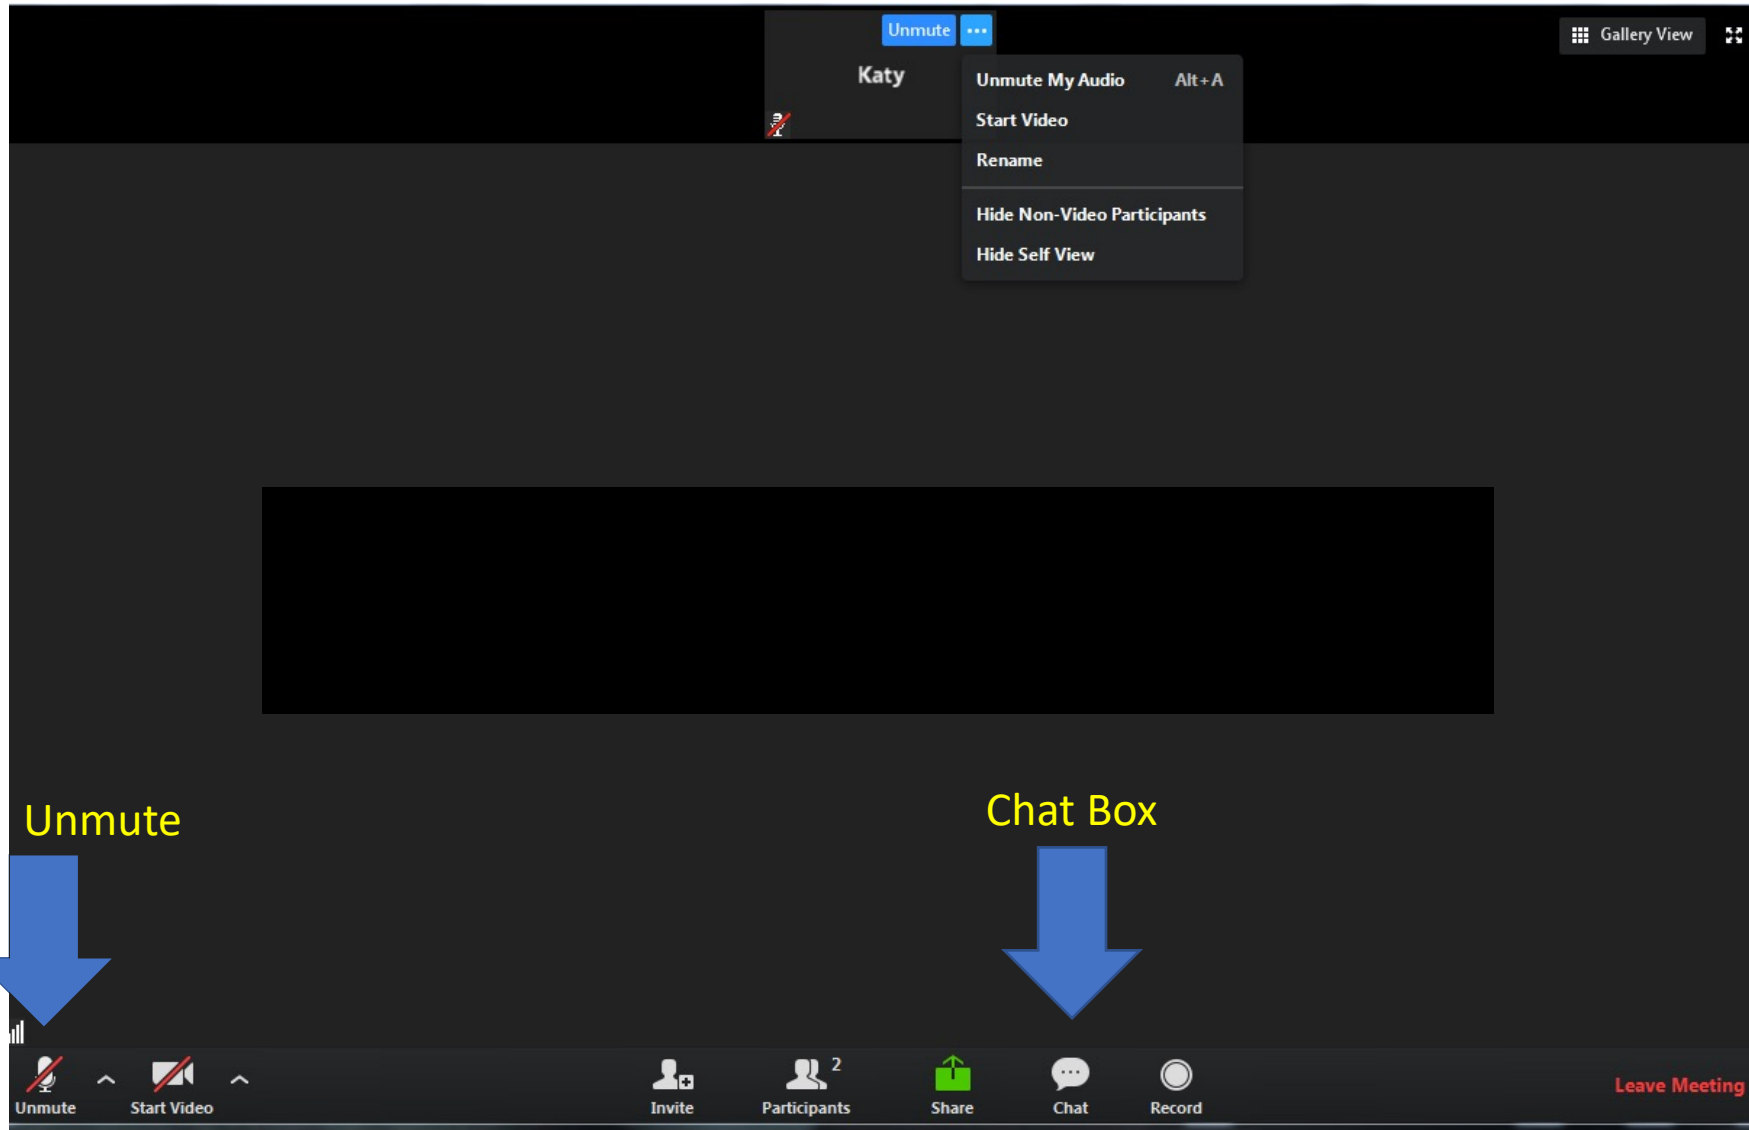 Unmute ...
Gallery View
Katy
Unmute My Audio Alt+A
Start Video
Rename
Hide Non-Video Participants
Hide Self View
Unmute
Chat Box
2
Unmute
Start Video
Invite
Participants
Share
Chat
Record
Leave Meeting